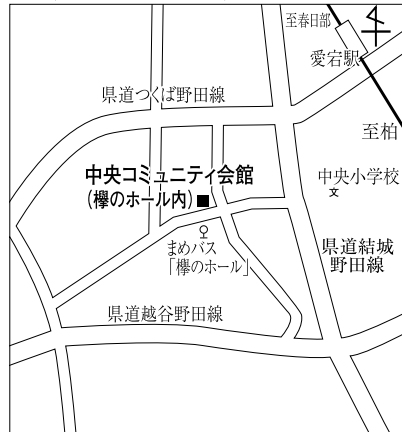 至春日部
愛宕駅
県道つくば野田線
至柏
中央コミュニティ会館
(欅のホール内)
中央小学校
文
まめバス
「欅のホール」
県道結城
野田線
県道越谷野田線